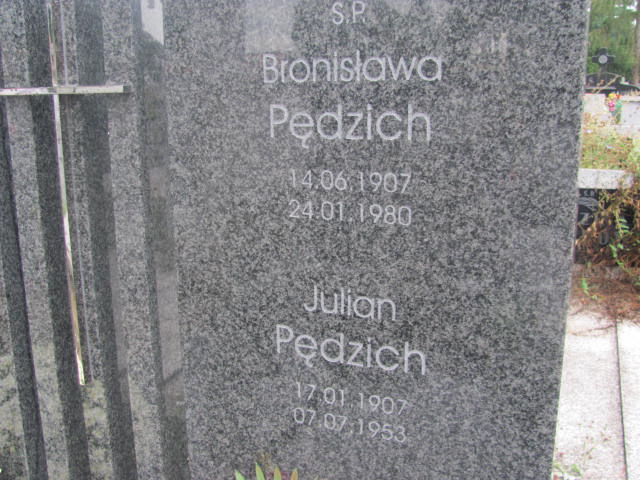 Ś.P.
Bronisława
Pędzich
14.06.1907
24.01.1980
Julian
Pędzich
17.01.1907
07.07.1953